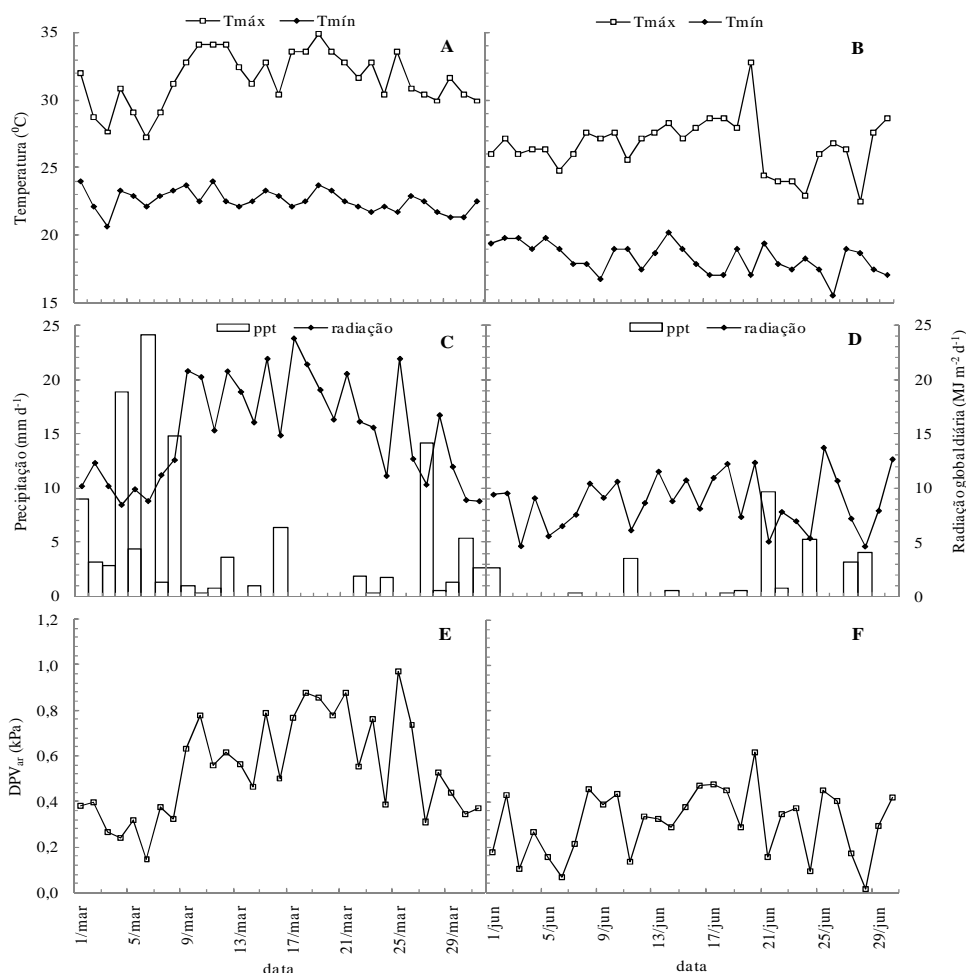 Tmáx Tmín
Tmáx Tmín
A
B
35
30
25
20
15
Temperatura (⁰C)
ppt radiação
C
ppt radiação
D
25
20
15
10
5
0
Precipitação (mm d⁻¹)
25
20
15
10
5
0
Radiação global diária (MJ m⁻² d⁻¹)
E
F
1,2
1,0
0,8
0,6
0,4
0,2
0,0
DPVar (kPa)
1/mar
5/mar
9/mar
13/mar
17/mar
21/mar
25/mar
29/mar
data
1/jun
5/jun
9/jun
13/jun
17/jun
21/jun
25/jun
29/jun
data